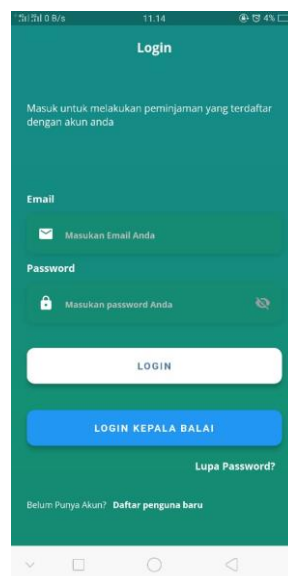 0 B/s 11.14 4%
Login
Masuk untuk melakukan peminjaman yang terdaftar
dengan akun anda
Email
Masukan Email Anda
Password
Masukan password Anda
LOGIN
LOGIN KEPALA BALAI
Lupa Password?
Belum Punya Akun? Daftar penguna baru